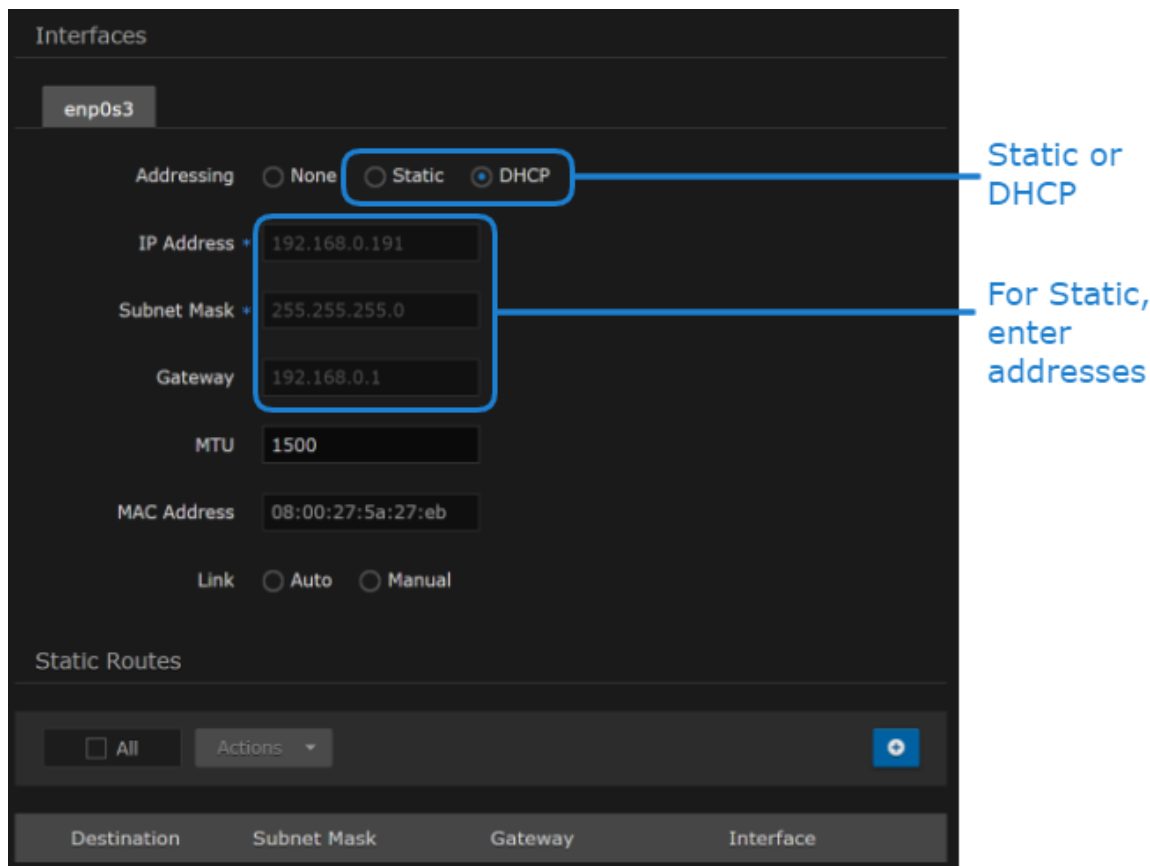 Interfaces
enp0s3
Addressing None Static DHCP
Static or
DHCP
IP Address * 192.168.0.191
Subnet Mask * 255.255.255.0
For Static,
enter
addresses
Gateway 192.168.0.1
MTU 1500
MAC Address 08:00:27:5a:27:eb
Link Auto Manual
Static Routes
All Actions
Destination Subnet Mask Gateway Interface